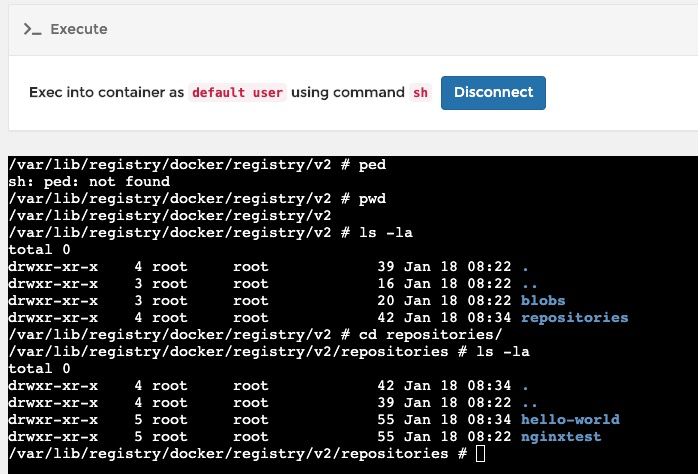 >_ Execute
Exec into container as default user using command sh Disconnect
/var/lib/registry/docker/registry/v2 # ped
sh: ped: not found
/var/lib/registry/docker/registry/v2 # pwd
/var/lib/registry/docker/registry/v2
/var/lib/registry/docker/registry/v2 # ls -la
total 0
drwxr-xr-x    4 root     root            39 Jan 18 08:22 .
drwxr-xr-x    3 root     root            16 Jan 18 08:22 ..
drwxr-xr-x    3 root     root            20 Jan 18 08:22 blobs
drwxr-xr-x    4 root     root            42 Jan 18 08:34 repositories
/var/lib/registry/docker/registry/v2 # cd repositories/
/var/lib/registry/docker/registry/v2/repositories # ls -la
total 0
drwxr-xr-x    4 root     root            42 Jan 18 08:34 .
drwxr-xr-x    4 root     root            39 Jan 18 08:22 ..
drwxr-xr-x    5 root     root            55 Jan 18 08:34 hello-world
drwxr-xr-x    5 root     root            55 Jan 18 08:22 nginxtest
/var/lib/registry/docker/registry/v2/repositories #